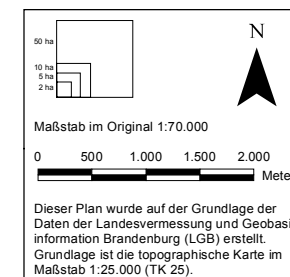 N
50 ha
10 ha
5 ha
2 ha
Maßstab im Original 1:70.000
0 500 1.000 1.500 2.000
Mete
Dieser Plan wurde auf der Grundlage der
Daten der Landesvermessung und Geobasi
information Brandenburg (LGB) erstellt.
Grundlage ist die topographische Karte im
Maßstab 1:25.000 (TK 25).